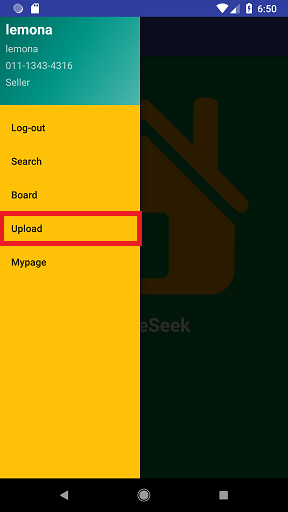 6:50
lemona
lemona
011-1343-4316
Seller
Log-out
Search
Board
Upload
Mypage
eSeek